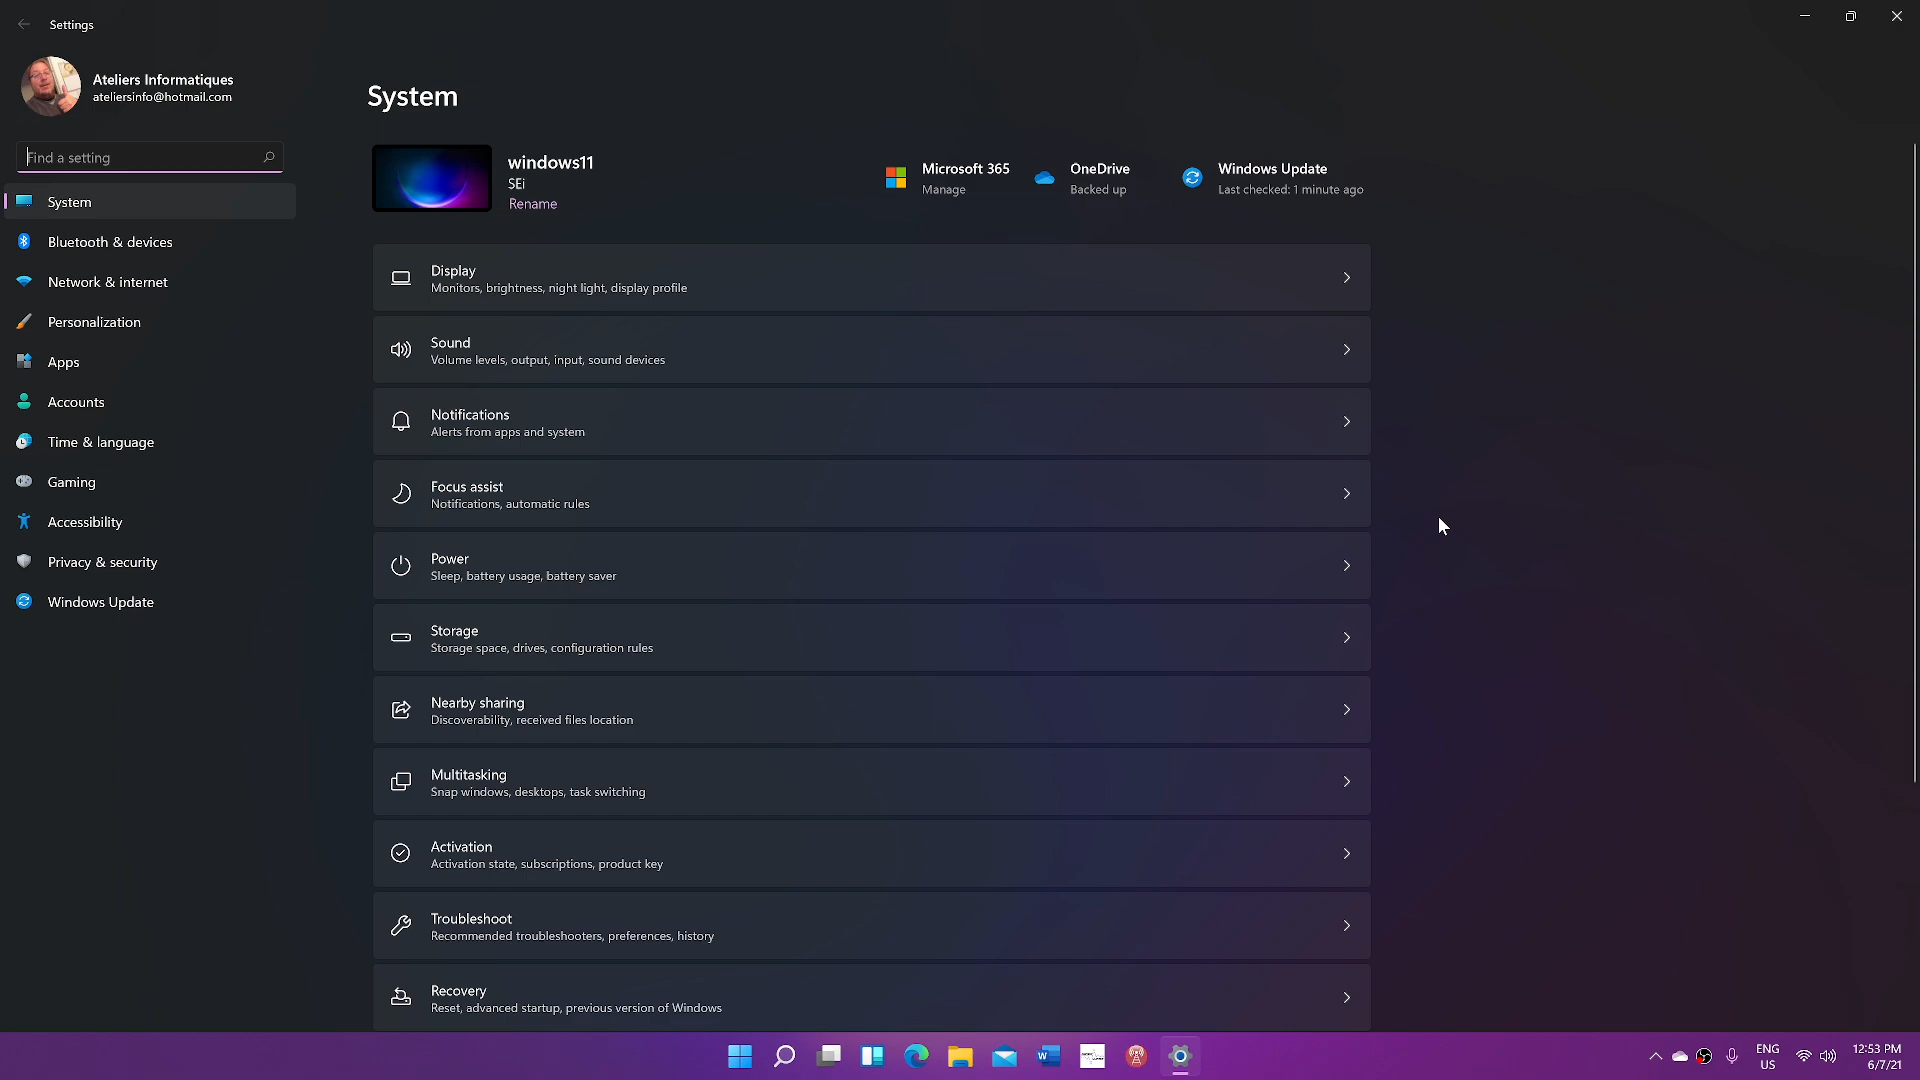 Settings
Ateliers Informatiques
ateliersinfo@hotmail.com
Find a setting
System
Bluetooth & devices
Network & internet
Personalization
Apps
Accounts
Time & language
Gaming
Accessibility
Privacy & security
Windows Update
System
windows11
SEi
Rename
Microsoft 365
Manage
OneDrive
Backed up
Windows Update
Last checked: 1 minute ago
Display
Monitors, brightness, night light, display profile
Sound
Volume levels, output, input, sound devices
Notifications
Alerts from apps and system
Focus assist
Notifications, automatic rules
Power
Sleep, battery usage, battery saver
Storage
Storage space, drives, configuration rules
Nearby sharing
Discoverability, received files location
Multitasking
Snap windows, desktops, task switching
Activation
Activation state, subscriptions, product key
Troubleshoot
Recommended troubleshooters, preferences, history
Recovery
Reset, advanced startup, previous version of Windows
W
ENG
US
12:53 PM
6/7/21